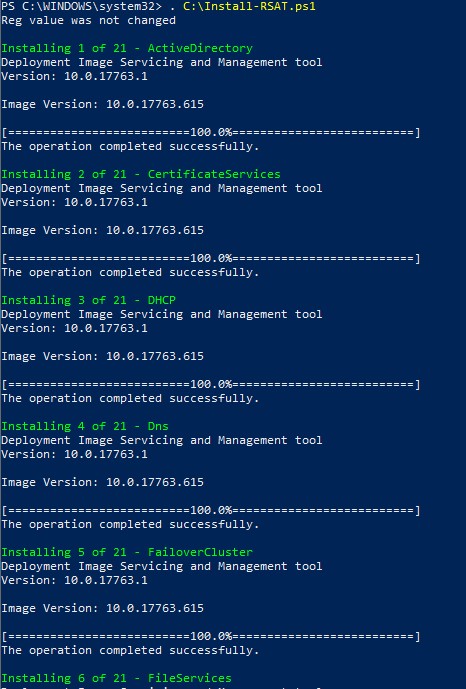 PS C:\WINDOWS\system32> . C:\Install-RSAT.ps1
Reg value was not changed
Installing 1 of 21 - ActiveDirectory
Deployment Image Servicing and Management tool
Version: 10.0.17763.1
Image Version: 10.0.17763.615
[==========================100.0%==========================]
The operation completed successfully.
Installing 2 of 21 - CertificateServices
Deployment Image Servicing and Management tool
Version: 10.0.17763.1
Image Version: 10.0.17763.615
[==========================100.0%==========================]
The operation completed successfully.
Installing 3 of 21 - DHCP
Deployment Image Servicing and Management tool
Version: 10.0.17763.1
Image Version: 10.0.17763.615
[==========================100.0%==========================]
The operation completed successfully.
Installing 4 of 21 - Dns
Deployment Image Servicing and Management tool
Version: 10.0.17763.1
Image Version: 10.0.17763.615
[==========================100.0%==========================]
The operation completed successfully.
Installing 5 of 21 - FailoverCluster
Deployment Image Servicing and Management tool
Version: 10.0.17763.1
Image Version: 10.0.17763.615
[==========================100.0%==========================]
The operation completed successfully.
Installing 6 of 21 - FileServices